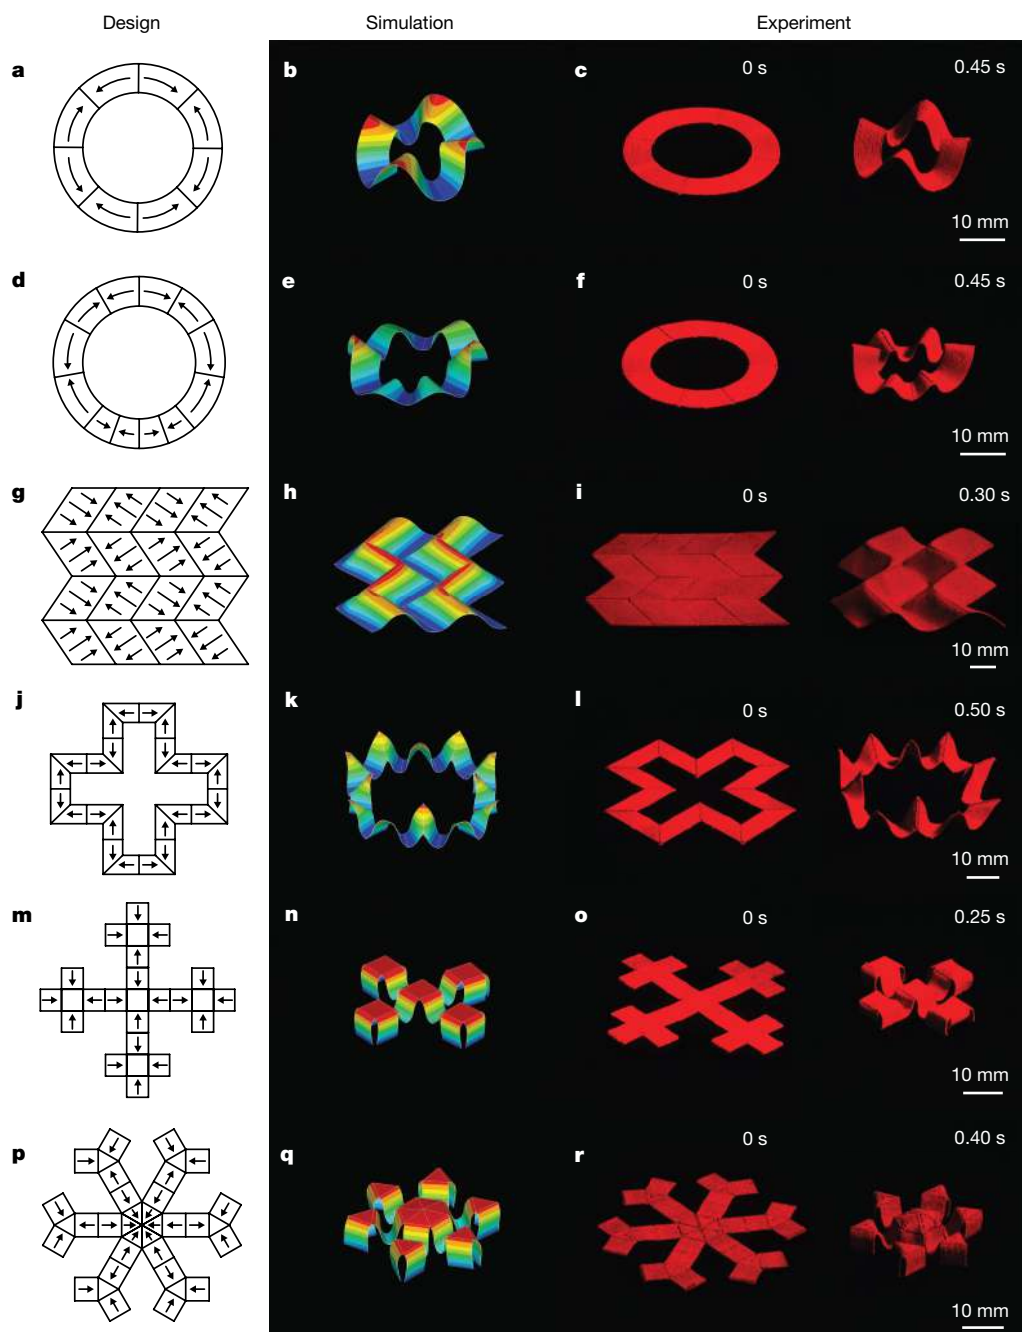 Design Simulation Experiment
a b c 0 s 0.45 s
10 mm
d e f 0 s 0.45 s
10 mm
g h i 0 s 0.30 s
10 mm
j k l 0 s 0.50 s
10 mm
m n o 0 s 0.25 s
10 mm
p q r 0 s 0.40 s
10 mm